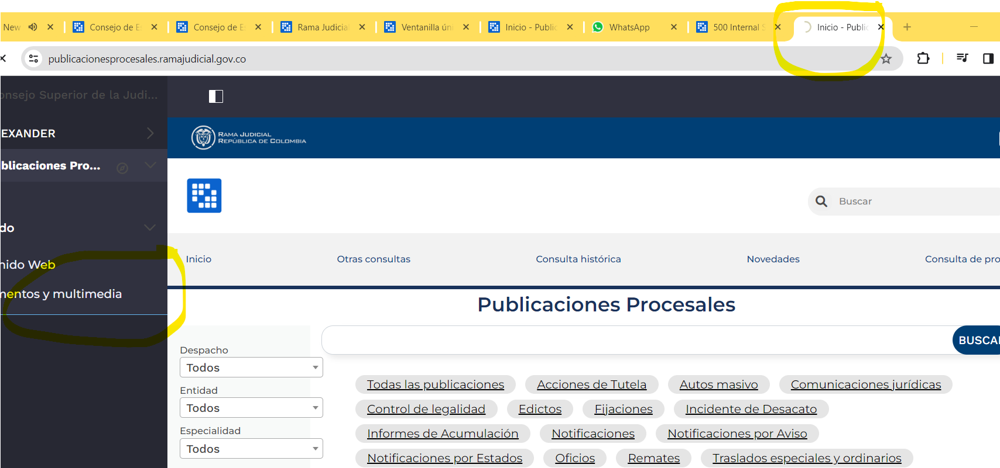 New
Consejo de E
Consejo de E
Rama Judicial
Ventanilla úni
Inicio - Public
WhatsApp
500 Internal S
Inicio - Public
publicacionesprocesales.ramajudicial.gov.co
onsejo Superior de la Judi...
EXANDER
RAMA JUDICIAL
REPÚBLICA DE COLOMBIA
blicaciones Pro...
Buscar
do
Inicio
Otras consultas
Consulta histórica
Novedades
Consulta de pro
nido Web
mentos y multimedia
Publicaciones Procesales
BUSCAR
Despacho
Todos
Entidad
Todos
Especialidad
Todos
Todas las publicaciones
Acciones de Tutela
Autos masivo
Comunicaciones jurídicas
Control de legalidad
Edictos
Fijaciones
Incidente de Desacato
Informes de Acumulación
Notificaciones
Notificaciones por Aviso
Notificaciones por Estados
Oficios
Remates
Traslados especiales y ordinarios